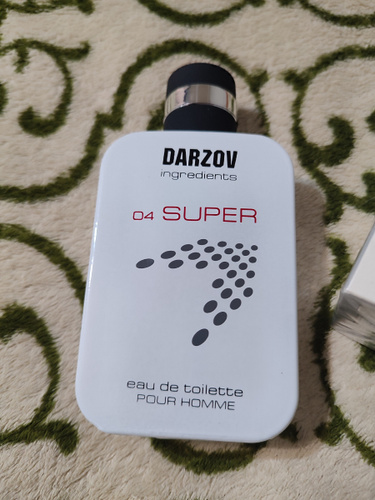 DARZOV
ingredients
04 SUPER
eau de toilette
POUR HOMME